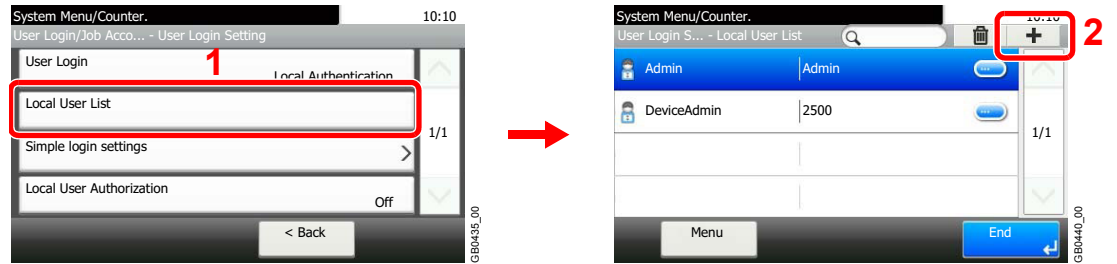 System Menu/Counter.
10:10
User Login/Job Acco... - User Login Setting
1
User Login
Local Authentication
Local User List
1/1
Simple login settings
Local User Authorization
Off
< Back
GB0435_00
System Menu/Counter.
10:10
User Login S... - Local User List
2
Admin
Admin
DeviceAdmin
2500
1/1
Menu
End
GB0440_00